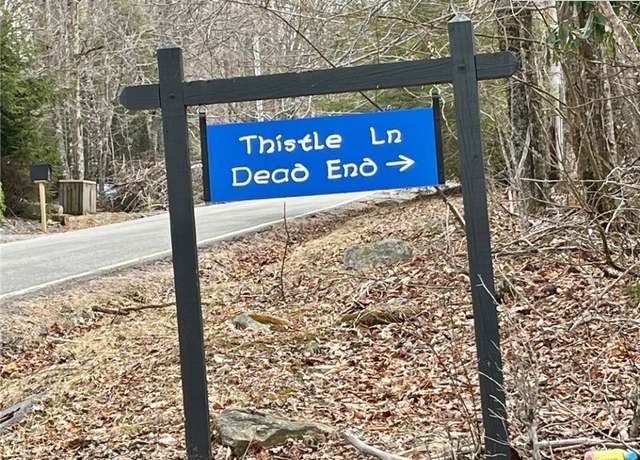 Thistle Ln
Dead End →